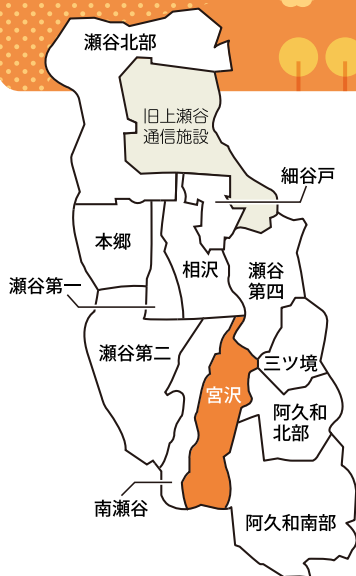 瀬谷北部
旧上瀬谷
通信施設
細谷戸
本郷
相沢
瀬谷
第四
瀬谷第一
瀬谷第二
三ツ境
宮沢
阿久和
北部
南瀬谷
阿久和南部